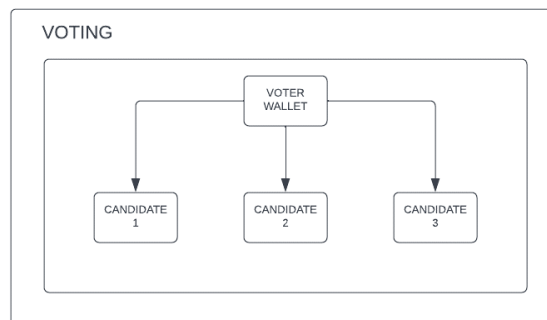 VOTING
VOTER
WALLET
CANDIDATE
1
CANDIDATE
2
CANDIDATE
3